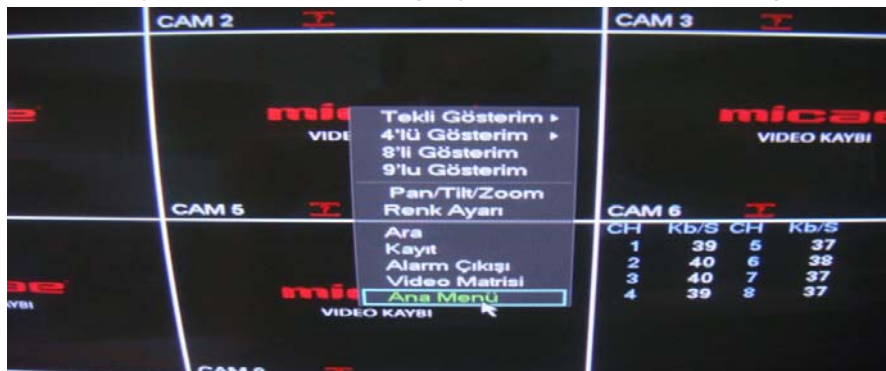 CAM 2
CAM 3
VIDEO KAYBI
Tekli Gösterim
4'lü Gösterim
8'li Gösterim
9'lu Gösterim
Pan/Tilt/Zoom
Renk Ayarı
Ara
Kayıt
Alarm Çıkışı
Video Matrisi
Ana Menü
CAM 5
CAM 6
CH Kb/S CH Kb/S
1 39 5 37
2 40 6 38
3 40 7 37
4 39 8 37
VIDEO KAYBI